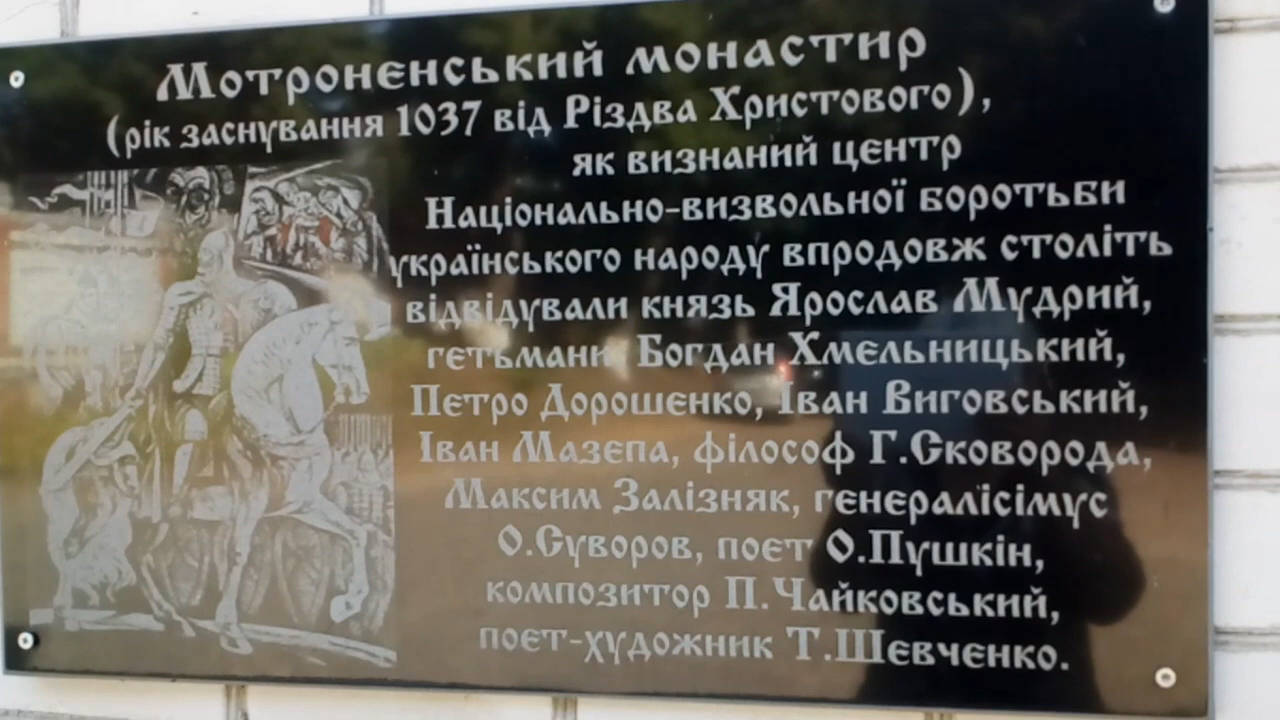 Мотроненський монастир
(рік заснування 1037 від Різдва Христового),
як визнаний центр
Національно-визвольної боротьби
українського народу впродовж століть
відвідували князь Ярослав Мудрий,
гетьмани Богдан Хмельницький,
Петро Дорошенко, Іван Виговський,
Іван Мазепа, філософ Г.Сковорода,
Максим Залізняк, генералісімус
О.Суворов, поет О.Пушкін,
композитор П.Чайковський,
поет-художник Т.Шевченко.